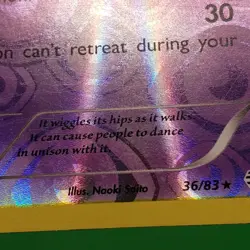 30
on can't retreat during your
It wiggles its hips as it walks.
It can cause people to dance
in unison with it.
Illus. Naoki Saito
36/83★